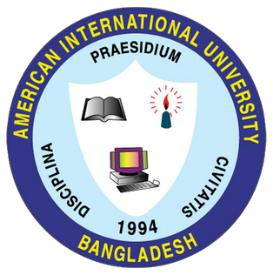 AMERICAN INTERNATIONAL UNIVERSITY
PRAESIDIUM
DISCIPLINA
CIVITATIS
1994
BANGLADESH